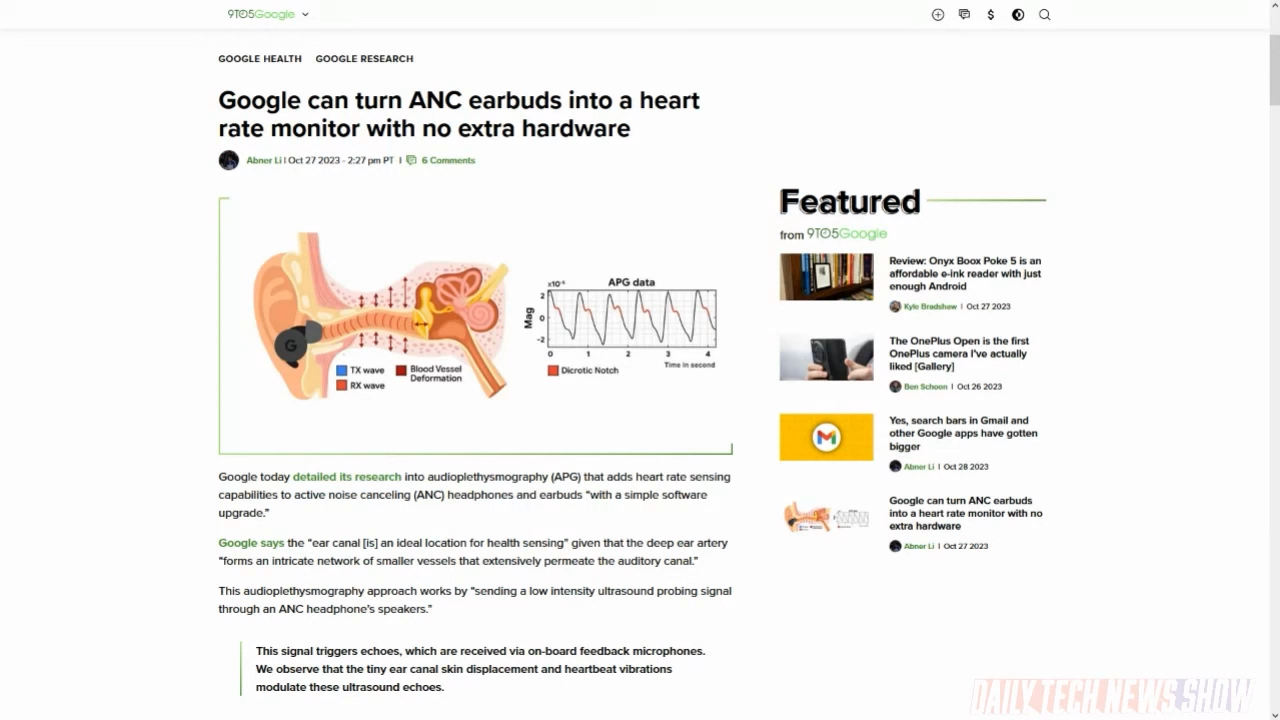 9TO5Google
GOOGLE HEALTH GOOGLE RESEARCH
Google can turn ANC earbuds into a heart
rate monitor with no extra hardware
Abner Li | Oct 27 2023 - 2:27 pm PT | 6 Comments
G
TX wave
RX wave
Blood Vessel
Deformation
APG data
x10⁻⁶
Mag
2
0
-2
0 1 2 3 4
Time in second
Dicrotic Notch
Google today detailed its research into audioplethysmography (APG) that adds heart rate sensing
capabilities to active noise canceling (ANC) headphones and earbuds “with a simple software
upgrade.”
Google says the “ear canal [is] an ideal location for health sensing” given that the deep ear artery
“forms an intricate network of smaller vessels that extensively permeate the auditory canal.”
This audioplethysmography approach works by “sending a low intensity ultrasound probing signal
through an ANC headphone’s speakers.”
This signal triggers echoes, which are received via on-board feedback microphones.
We observe that the tiny ear canal skin displacement and heartbeat vibrations
modulate these ultrasound echoes.
Featured
from 9TO5Google
Review: Onyx Boox Poke 5 is an
affordable e-ink reader with just
enough Android
Kyle Bradshaw | Oct 27 2023
The OnePlus Open is the first
OnePlus camera I've actually
liked [Gallery]
Ben Schoon | Oct 26 2023
Yes, search bars in Gmail and
other Google apps have gotten
bigger
Abner Li | Oct 28 2023
Google can turn ANC earbuds
into a heart rate monitor with no
extra hardware
Abner Li | Oct 27 2023
DAILY TECH NEWS SHOW